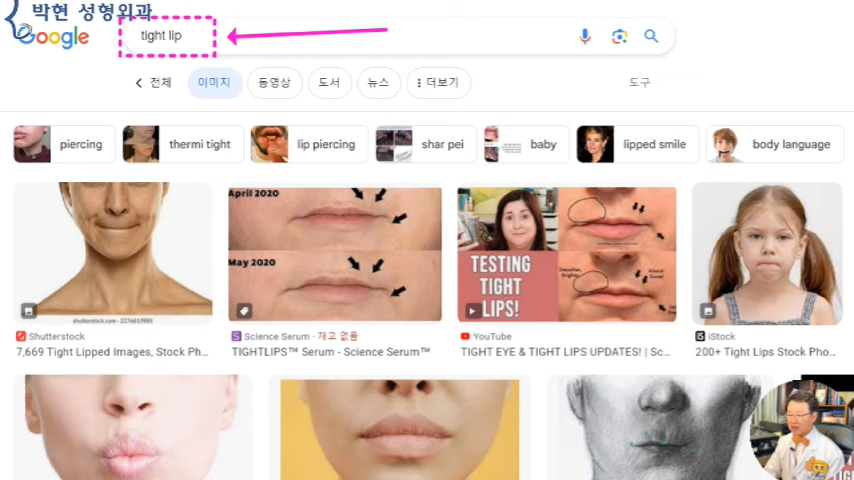 박현 성형외과
Google
tight lip
전체
이미지
동영상
도서
뉴스
더보기
도구
piercing
thermi tight
lip piercing
shar pei
baby
lipped smile
body language
April 2020
May 2020
TESTING
TIGHT
LIPS!
shutterstock.com · 2276610985
Shutterstock
7,669 Tight Lipped Images, Stock Ph...
Science Serum · 재고 없음
TIGHTLIPS™ Serum - Science Serum™
YouTube
TIGHT EYE & TIGHT LIPS UPDATES! | Sc...
iStock
200+ Tight Lips Stock Pho...